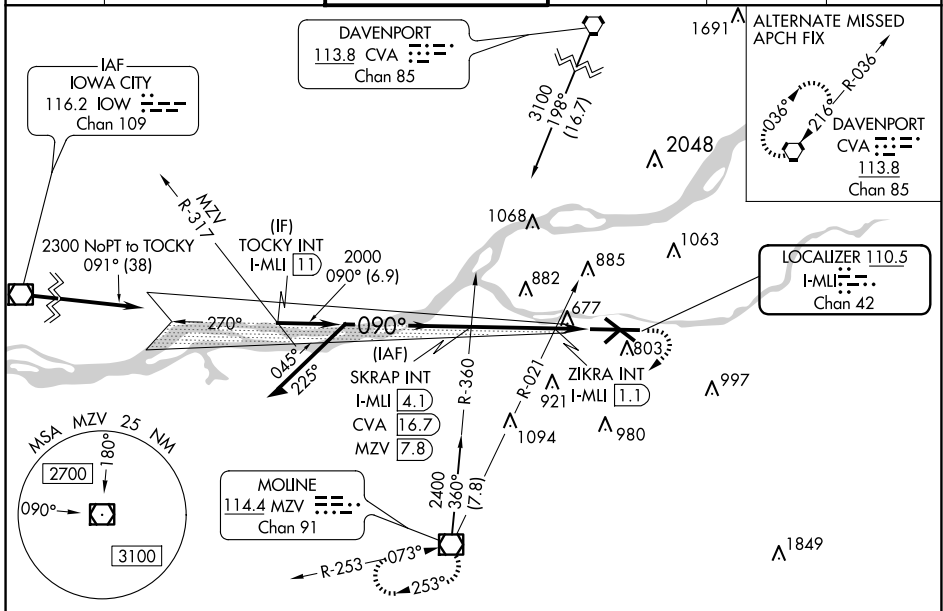 IAF
IOWA CITY
116.2 IOW
Chan 109
DAVENPORT
113.8 CVA
Chan 85
3100
198°
(16.7)
1691
ALTERNATE MISSED
APCH FIX
R-036
036°
216°
DAVENPORT
CVA
113.8
Chan 85
2048
MZV
R-317
(IF)
TOCKY INT
I-MLI 11
2300 NoPT to TOCKY
091° (38)
2000
090° (6.9)
1068
1063
882
885
LOCALIZER 110.5
I-MLI
Chan 42
677
270°
090°
045°
225°
803
(IAF)
SKRAP INT
I-MLI 4.1
CVA 16.7
MZV 7.8
R-360
R-021
ZIKRA INT
I-MLI 1.1
921
997
1094
980
MSA MZV 25 NM
180°
2700
090°
3100
MOLINE
114.4 MZV
Chan 91
2400
360°
(7.8)
R-253
073°
253°
1849